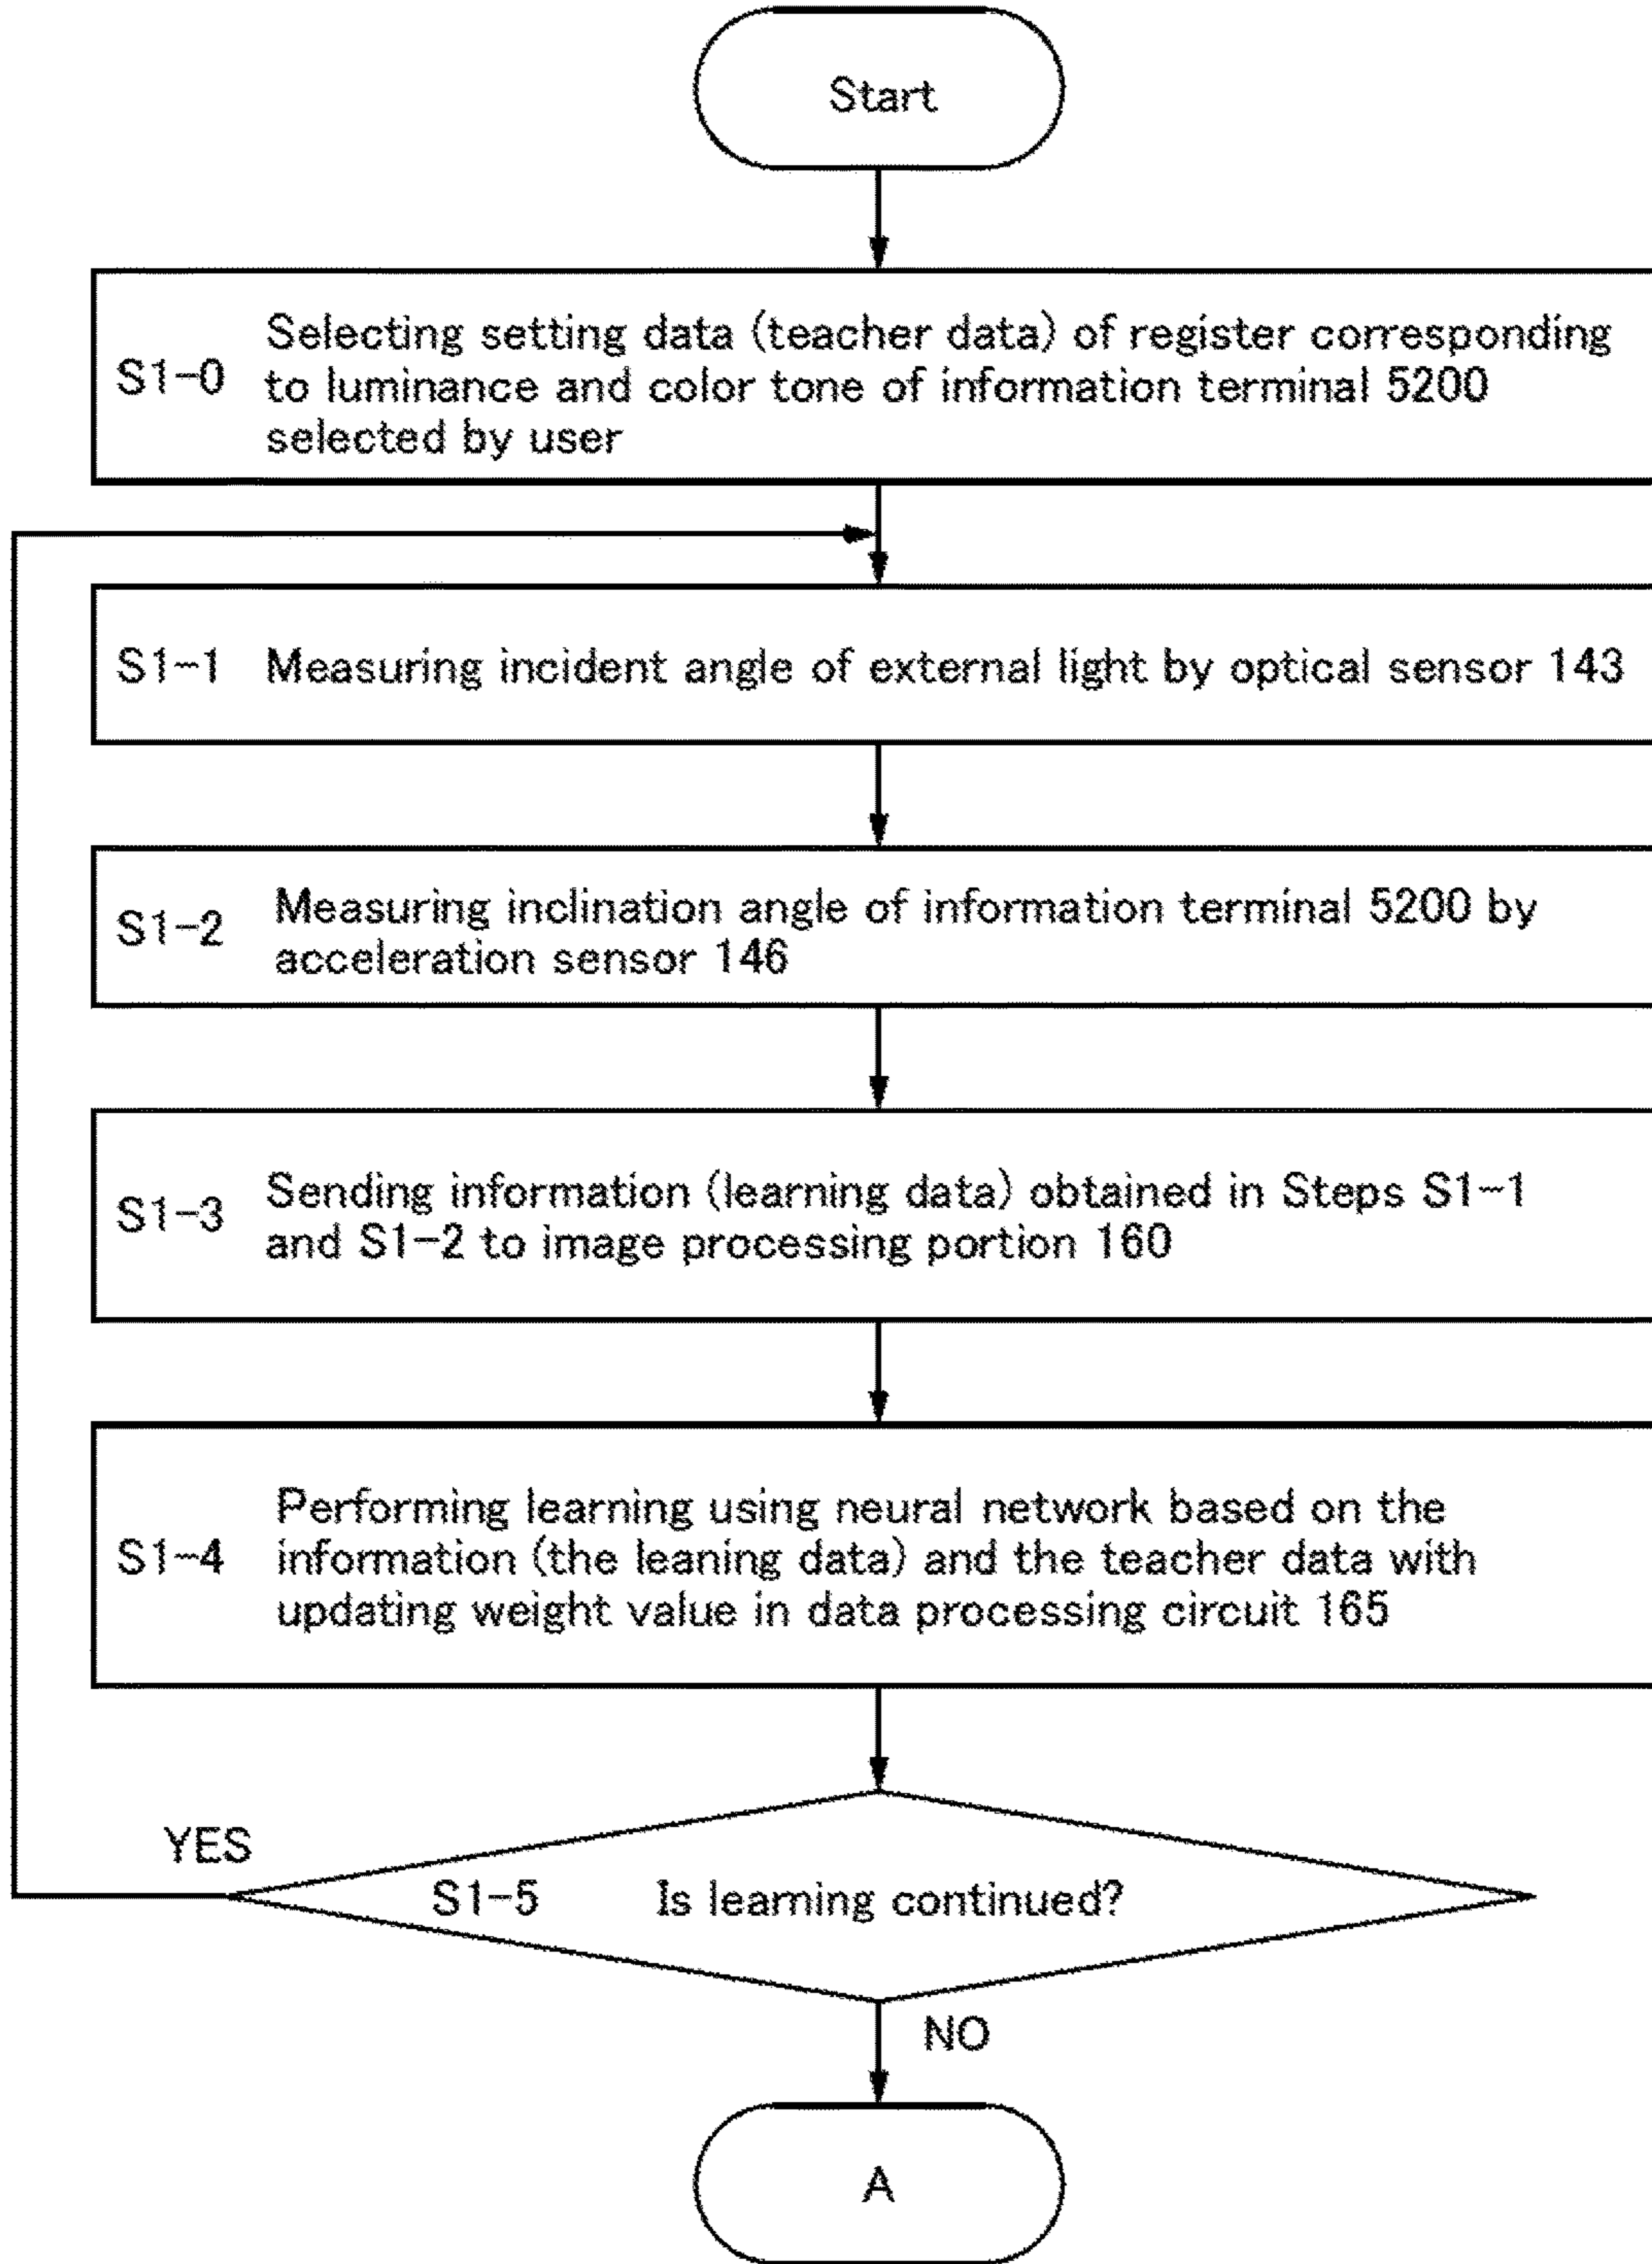 Start
S1-0 Selecting setting data (teacher data) of register corresponding
to luminance and color tone of information terminal 5200
selected by user
S1-1 Measuring incident angle of external light by optical sensor 143
S1-2 Measuring inclination angle of information terminal 5200 by
acceleration sensor 146
S1-3 Sending information (learning data) obtained in Steps S1-1
and S1-2 to image processing portion 160
S1-4 Performing learning using neural network based on the
information (the leaning data) and the teacher data with
updating weight value in data processing circuit 165
YES
S1-5 Is learning continued?
NO
A